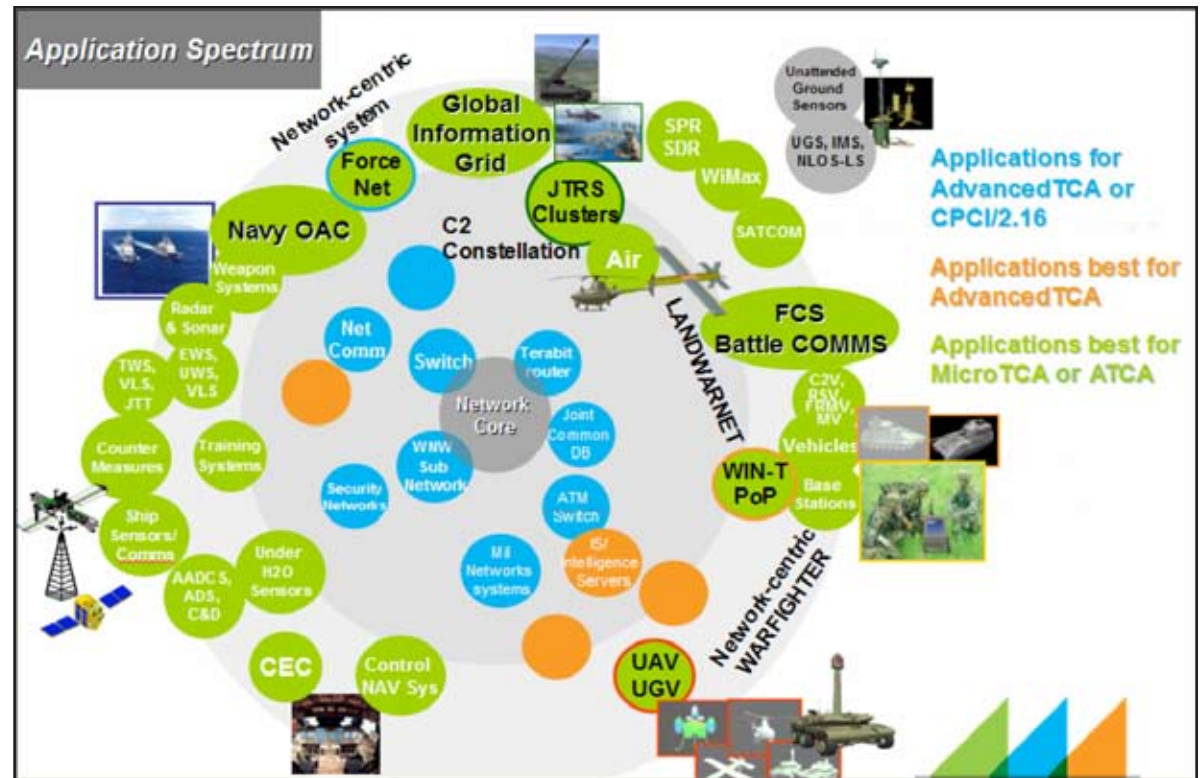 Application Spectrum
Network-centric
system
Global
Information
Grid
Force
Net
Navy OAC
C2
Constellation
JTRS
Clusters
Air
SPR
SDR
WiMax
SATCOM
Unattended
Ground
Sensors
UGS, IMS,
NLOS-LS
Applications for
AdvancedTCA or
CPCI/2.16
Applications best for
AdvancedTCA
Applications best for
MicroTCA or ATCA
Weapon
Systems
Radar
& Sonar
EWS,
UWS,
VLS
TWS,
VLS,
JTT
Counter
Measures
Training
Systems
Ship
Sensors/
Comms
AADCS,
ADS,
C&D
Under
H2O
Sensors
CEC
Control
NAV Sys
Net
Comm
Switch
Terabit
router
Network
Core
Joint
Common
DB
WNW
Sub
Network
Security
Networks
ATM
Switch
Mil
Networks
systems
IS/
Intelligence
Servers
LANDWARNET
FCS
Battle COMMS
C2V,
RSV,
FRMV,
MV
Vehicles
WIN-T
PoP
Base
Stations
Network-centric
WARFIGHTER
UAV
UGV